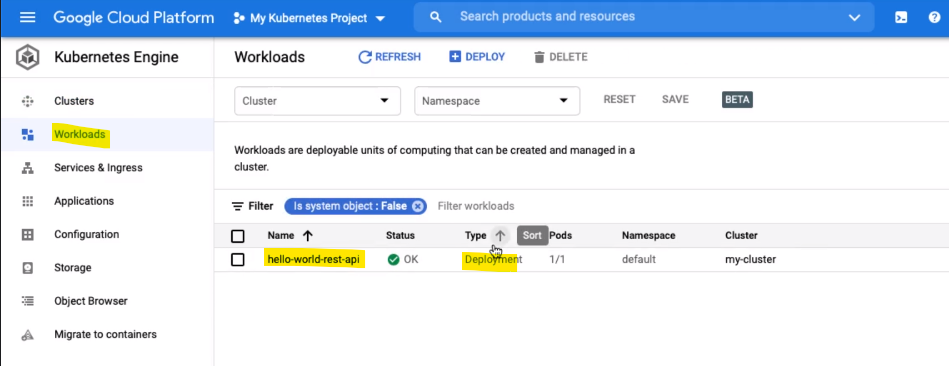 Google Cloud Platform My Kubernetes Project Search products and resources
Kubernetes Engine Workloads REFRESH DEPLOY DELETE
Clusters
Workloads
Services & Ingress
Applications
Configuration
Storage
Object Browser
Migrate to containers
Cluster Namespace RESET SAVE BETA
Workloads are deployable units of computing that can be created and managed in a
cluster.
Filter Is system object : False Filter workloads
Name Status Type Sort Pods Namespace Cluster
hello-world-rest-api OK Deployment 1/1 default my-cluster